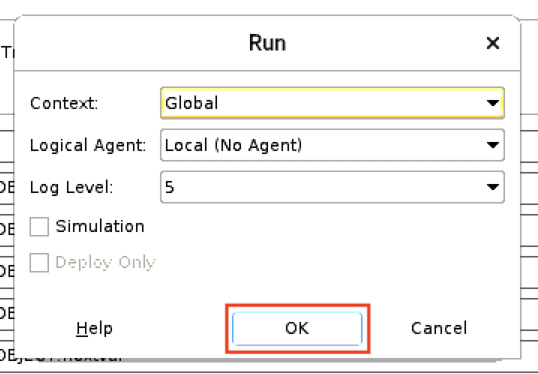 Run
Context: Global
Logical Agent: Local (No Agent)
Log Level: 5
Simulation
Deploy Only
Help OK Cancel